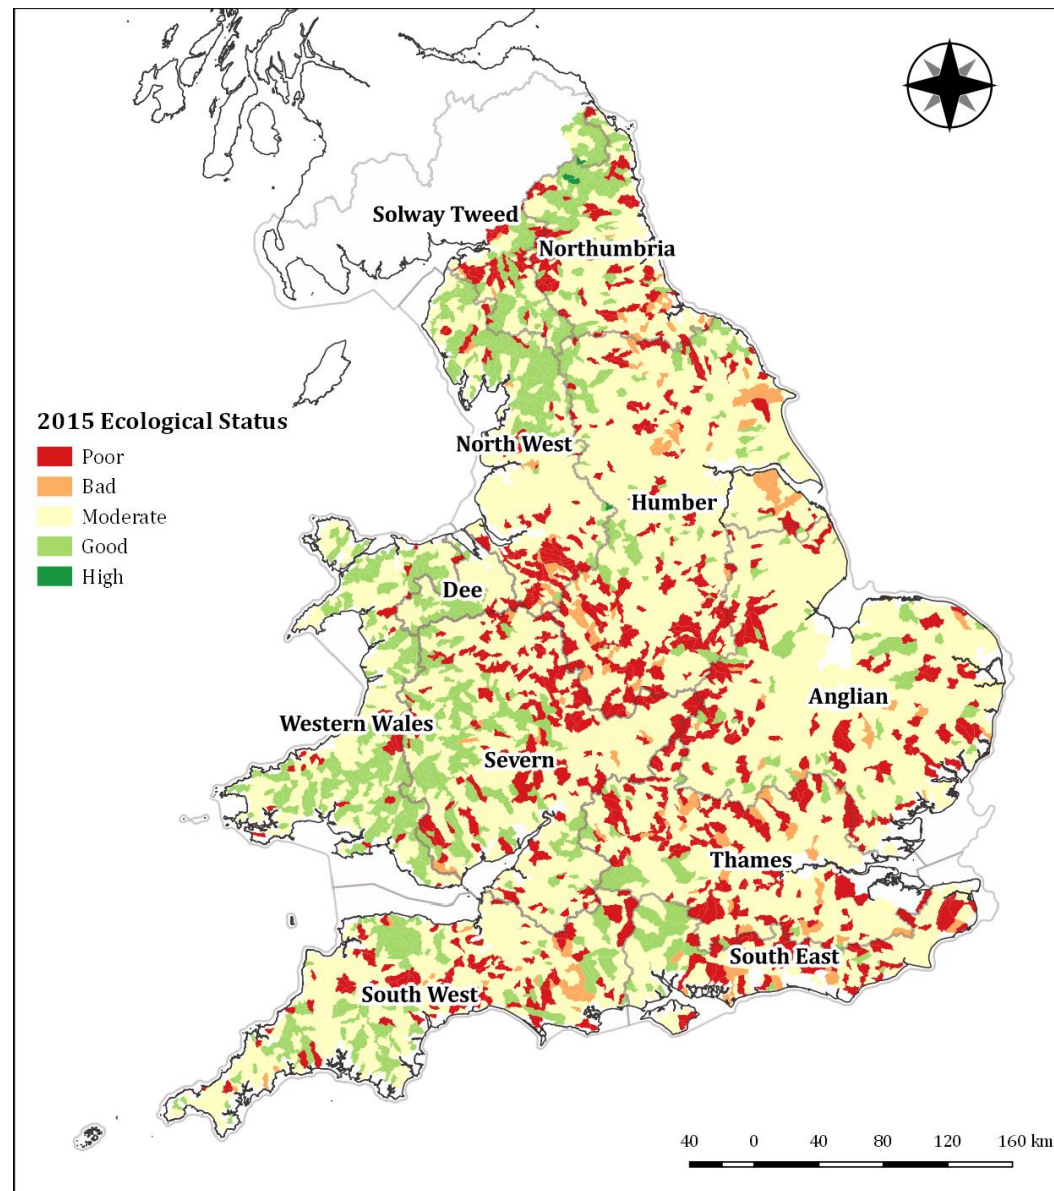 Solway Tweed
Northumbria
2015 Ecological Status
Poor
Bad
Moderate
Good
High
North West
Humber
Dee
Anglian
Western Wales
Severn
Thames
South East
South West
40 0 40 80 120 160 km